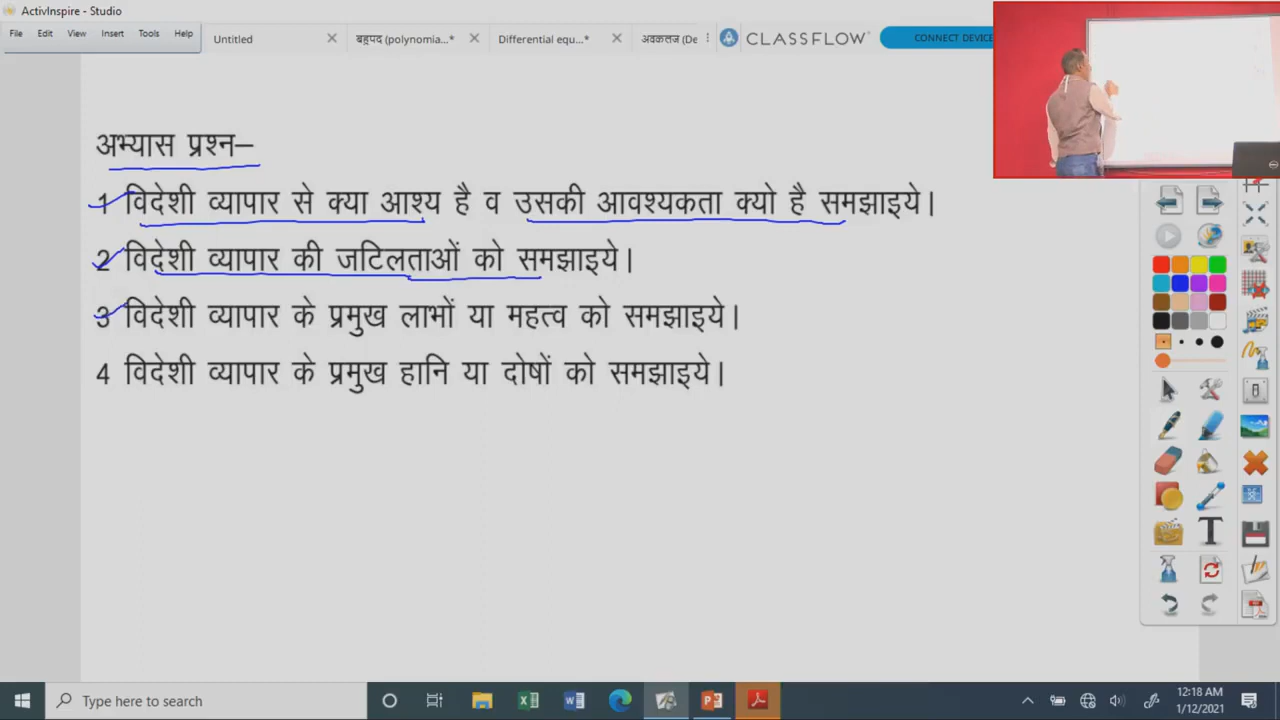 ActivInspire - Studio
File Edit View Insert Tools Help
Untitled
बहुपद (polynomia...*
Differential equ...*
अवकतज (De
CLASSFLOW
CONNECT DEVICE
अभ्यास प्रश्न–
1 विदेशी व्यापार से क्या आश्य है व उसकी आवश्यकता क्यो है समझाइये।
2 विदेशी व्यापार की जटिलताओं को समझाइये।
3 विदेशी व्यापार के प्रमुख लाभों या महत्व को समझाइये।
4 विदेशी व्यापार के प्रमुख हानि या दोषों को समझाइये।
Type here to search
12:18 AM
1/12/2021